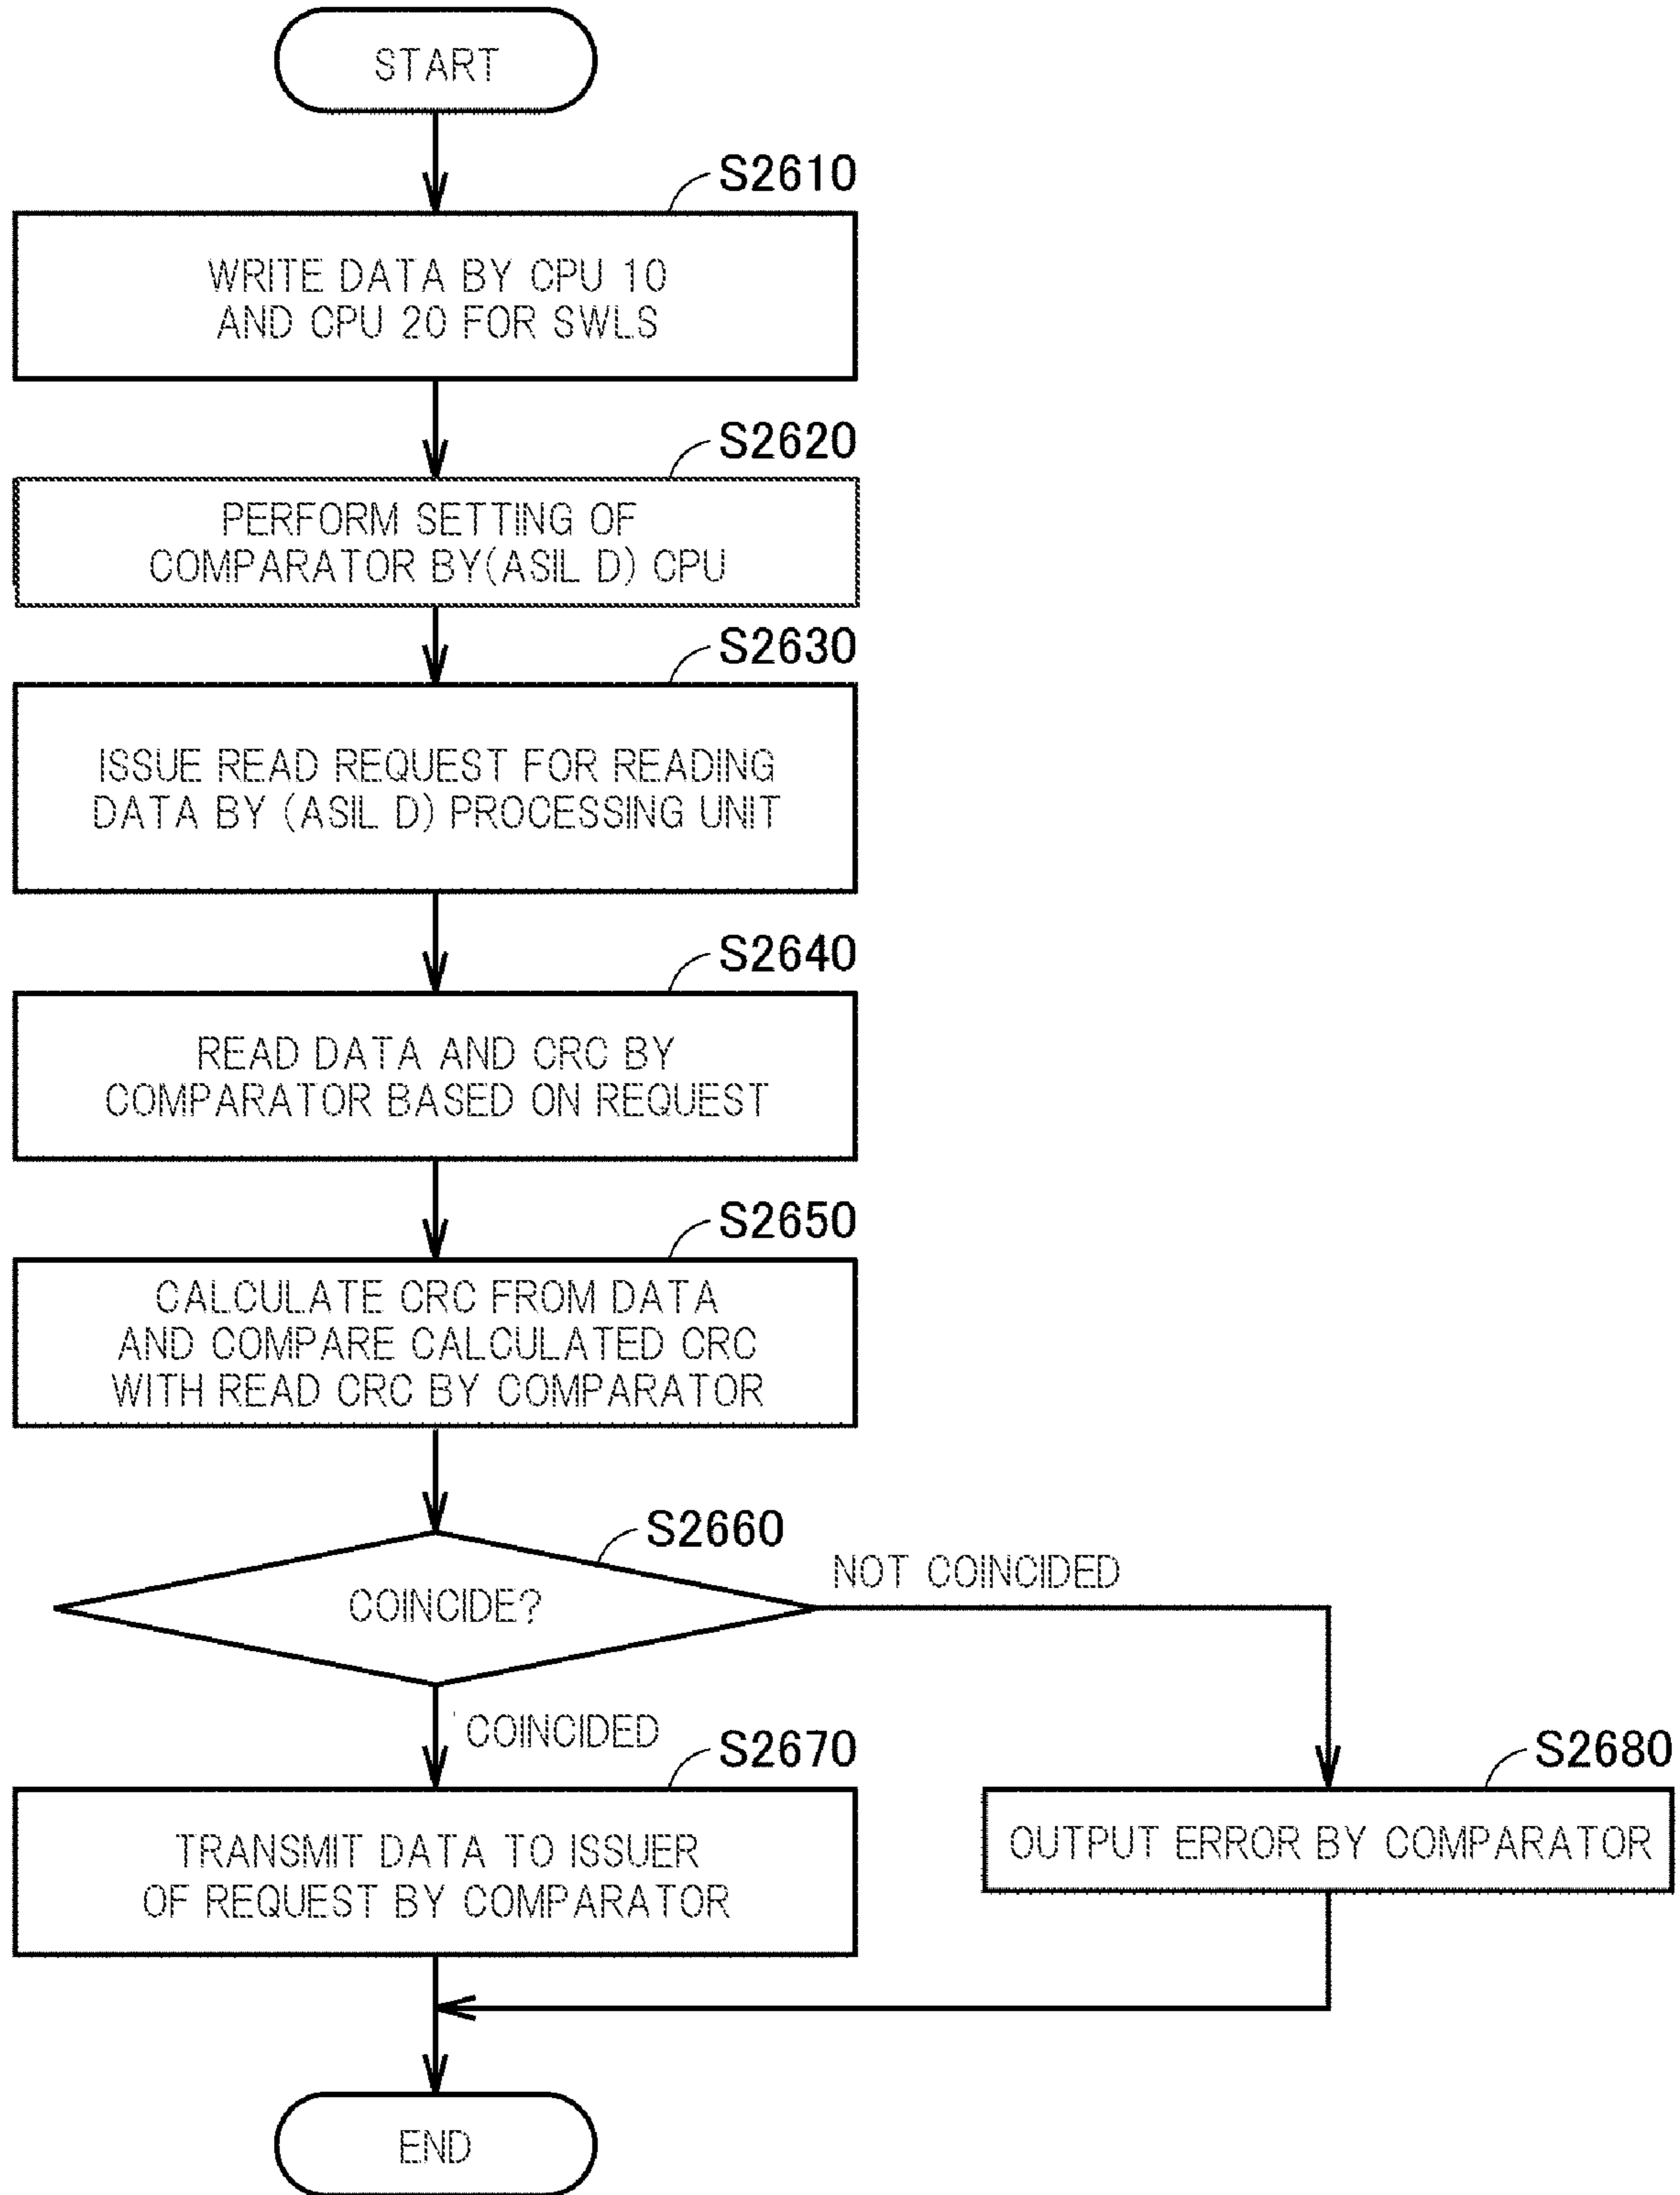 START
S2610
WRITE DATA BY CPU 10
AND CPU 20 FOR SWLS
S2620
PERFORM SETTING OF
COMPARATOR BY(ASIL D) CPU
S2630
ISSUE READ REQUEST FOR READING
DATA BY (ASIL D) PROCESSING UNIT
S2640
READ DATA AND CRC BY
COMPARATOR BASED ON REQUEST
S2650
CALCULATE CRC FROM DATA
AND COMPARE CALCULATED CRC
WITH READ CRC BY COMPARATOR
S2660
COINCIDE?
NOT COINCIDED
COINCIDED
S2670
TRANSMIT DATA TO ISSUER
OF REQUEST BY COMPARATOR
S2680
OUTPUT ERROR BY COMPARATOR
END